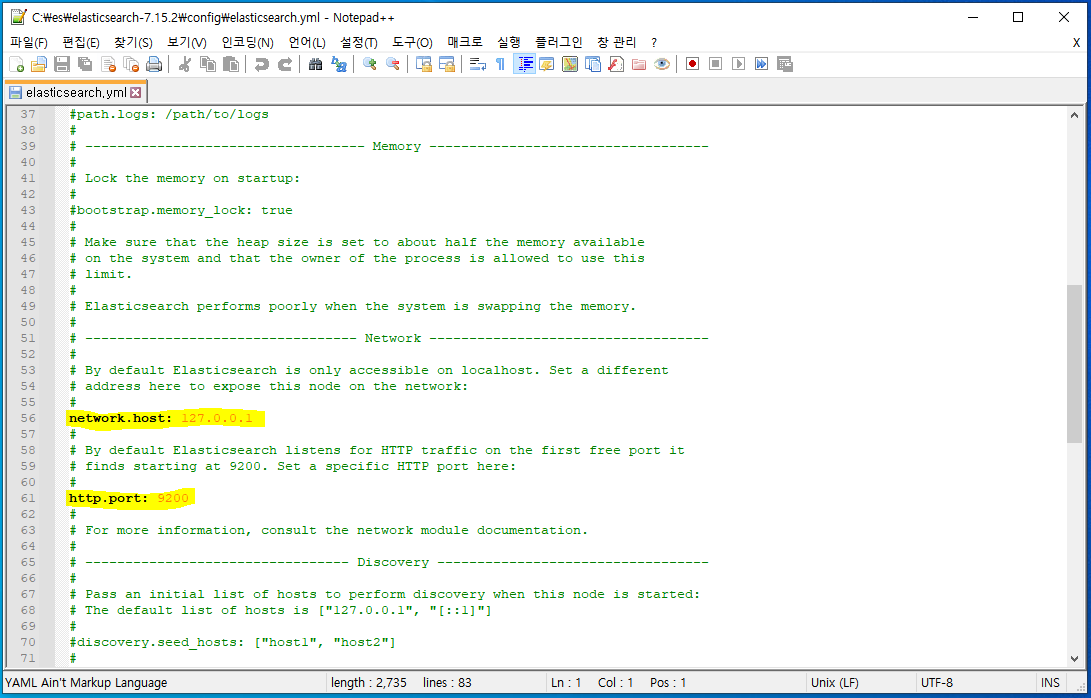 C:₩es₩elasticsearch-7.15.2₩config₩elasticsearch.yml - Notepad++
파일(F) 편집(E) 찾기(S) 보기(V) 인코딩(N) 언어(L) 설정(T) 도구(O) 매크로 실행 플러그인 창 관리 ? X
elasticsearch.yml
37 #path.logs: /path/to/logs
38 #
39 # ----------------------------------- Memory -----------------------------------
40 #
41 # Lock the memory on startup:
42 #
43 #bootstrap.memory_lock: true
44 #
45 # Make sure that the heap size is set to about half the memory available
46 # on the system and that the owner of the process is allowed to use this
47 # limit.
48 #
49 # Elasticsearch performs poorly when the system is swapping the memory.
50 #
51 # ---------------------------------- Network -----------------------------------
52 #
53 # By default Elasticsearch is only accessible on localhost. Set a different
54 # address here to expose this node on the network:
55 #
56 network.host: 127.0.0.1
57 #
58 # By default Elasticsearch listens for HTTP traffic on the first free port it
59 # finds starting at 9200. Set a specific HTTP port here:
60 #
61 http.port: 9200
62 #
63 # For more information, consult the network module documentation.
64 #
65 # --------------------------------- Discovery ----------------------------------
66 #
67 # Pass an initial list of hosts to perform discovery when this node is started:
68 # The default list of hosts is ["127.0.0.1", "[::1]"]
69 #
70 #discovery.seed_hosts: ["host1", "host2"]
71 #
YAML Ain't Markup Language length : 2,735 lines : 83 Ln : 1 Col : 1 Pos : 1 Unix (LF) UTF-8 INS